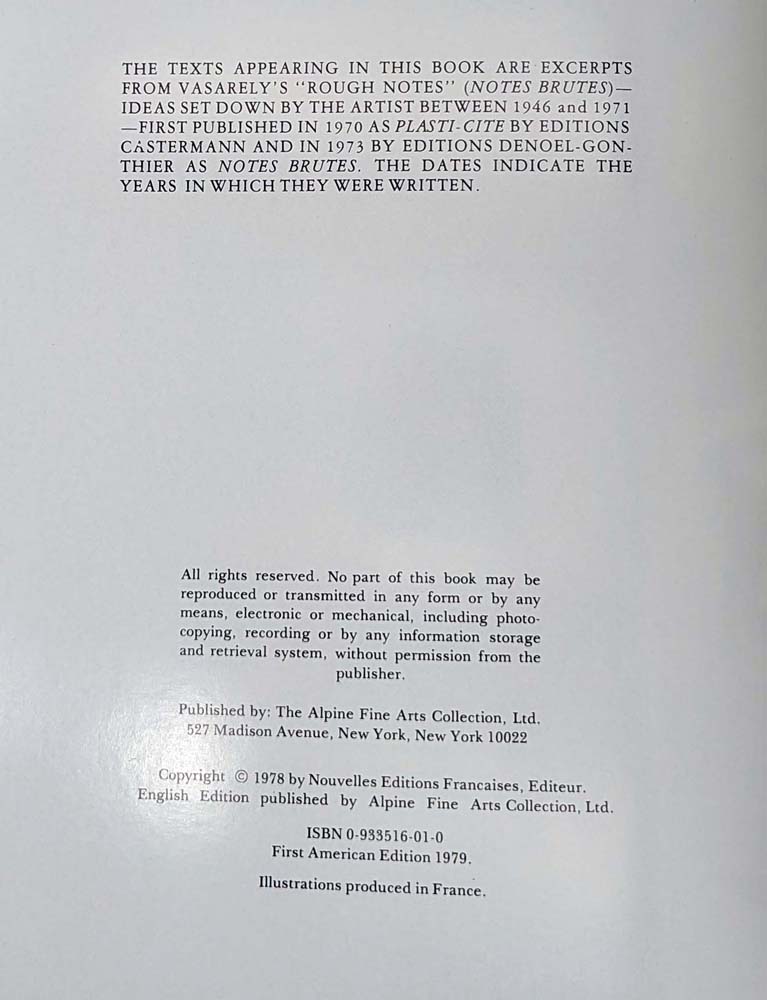 THE TEXTS APPEARING IN THIS BOOK ARE EXCERPTS
FROM VASARELY'S "ROUGH NOTES" (NOTES BRUTES)—
IDEAS SET DOWN BY THE ARTIST BETWEEN 1946 and 1971
—FIRST PUBLISHED IN 1970 AS PLASTI-CITE BY EDITIONS
CASTERMANN AND IN 1973 BY EDITIONS DENOEL-GON-
THIER AS NOTES BRUTES. THE DATES INDICATE THE
YEARS IN WHICH THEY WERE WRITTEN.
All rights reserved. No part of this book may be
reproduced or transmitted in any form or by any
means, electronic or mechanical, including photo-
copying, recording or by any information storage
and retrieval system, without permission from the
publisher.
Published by: The Alpine Fine Arts Collection, Ltd.
527 Madison Avenue, New York, New York 10022
Copyright © 1978 by Nouvelles Editions Francaises, Editeur.
English Edition published by Alpine Fine Arts Collection, Ltd.
ISBN 0-933516-01-0
First American Edition 1979.
Illustrations produced in France.